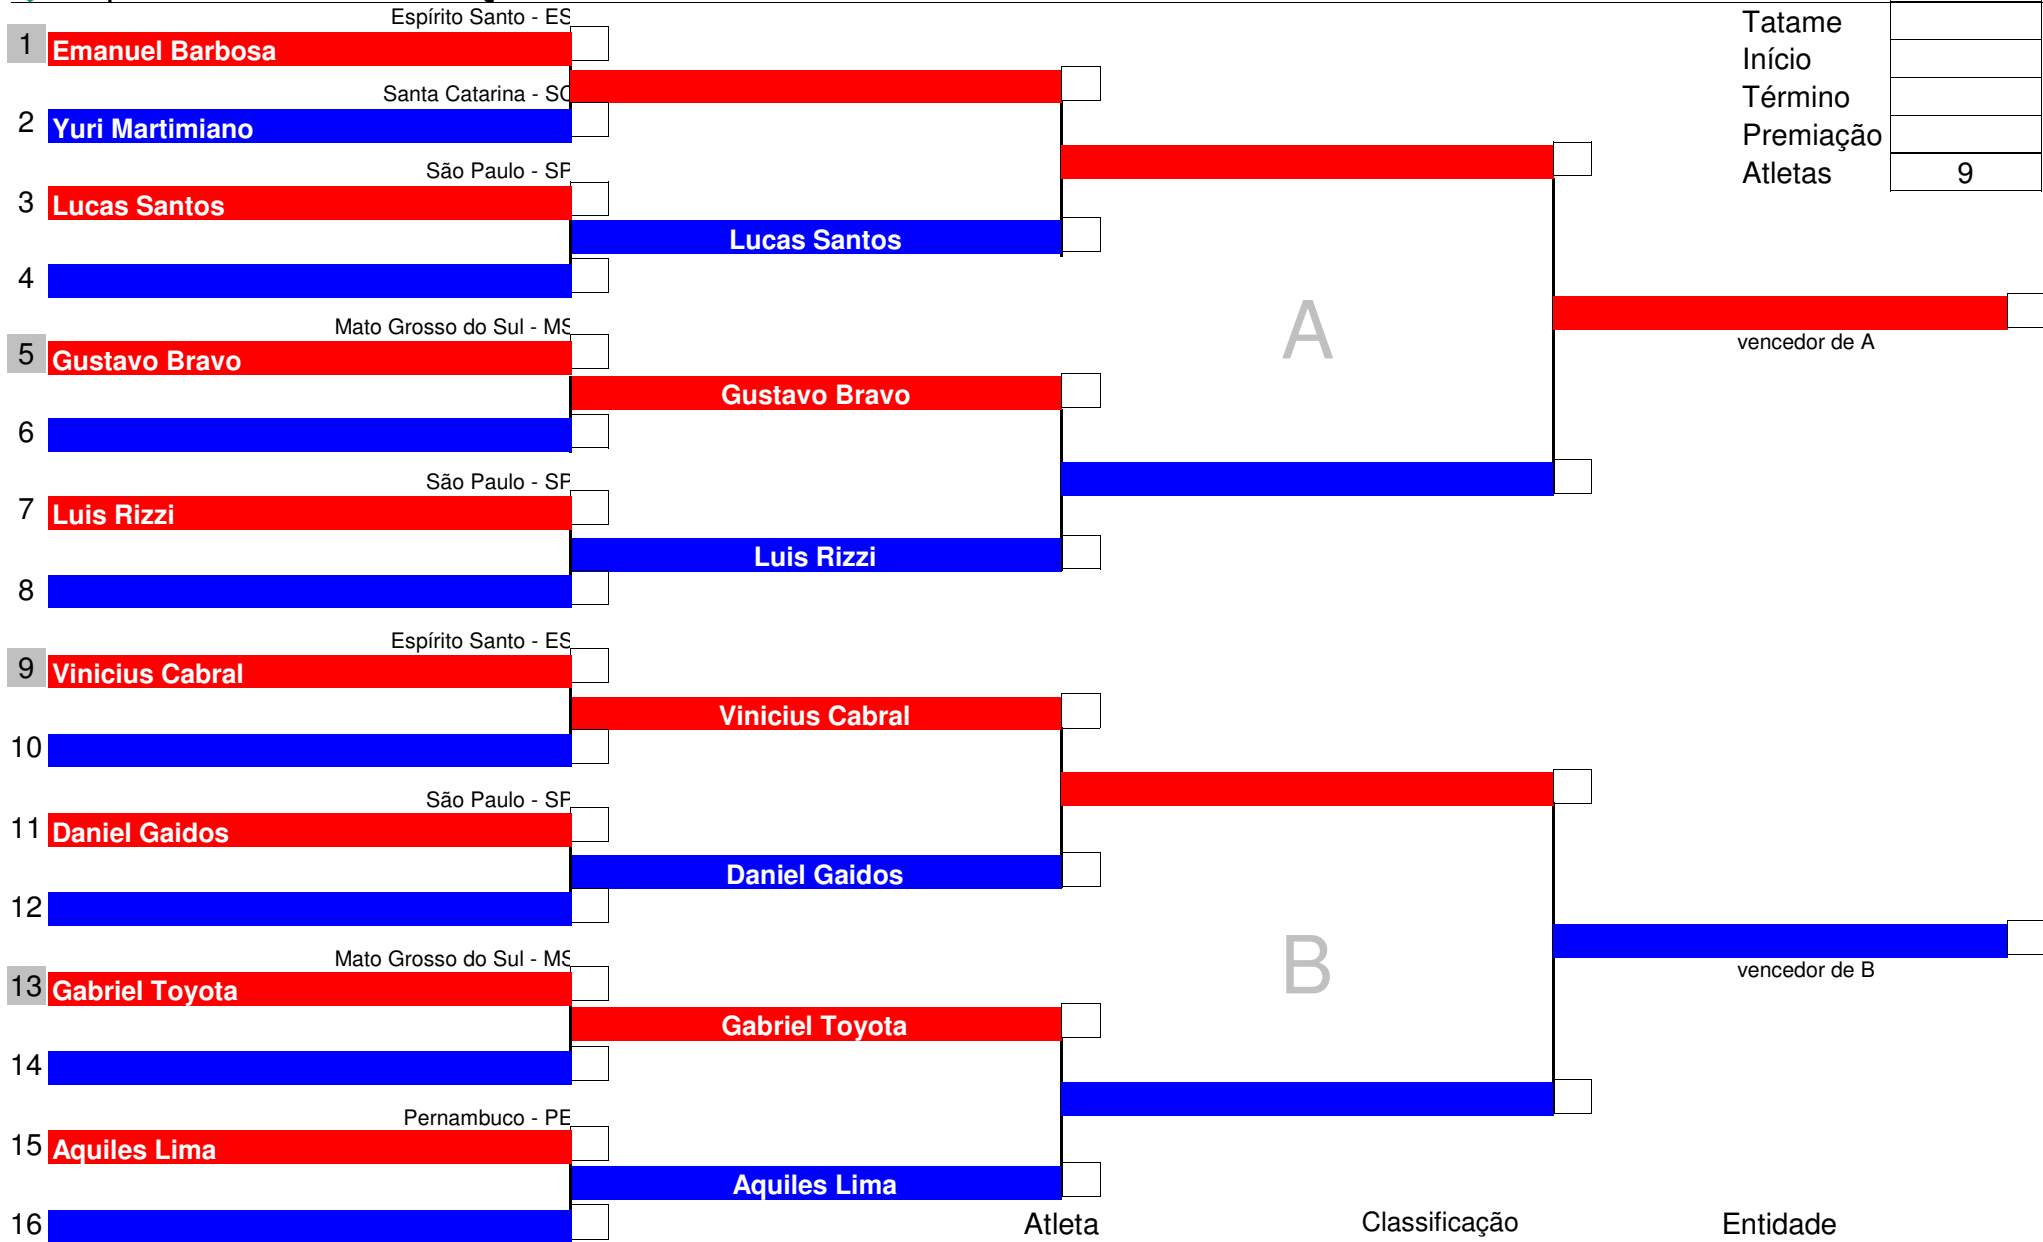 Espírito Santo - ES
1 Emanuel Barbosa
Santa Catarina - SC
2 Yuri Martimiano
São Paulo - SP
3 Lucas Santos
Lucas Santos
4
Mato Grosso do Sul - MS
5 Gustavo Bravo
Gustavo Bravo
6
São Paulo - SP
7 Luis Rizzi
Luis Rizzi
8
Espírito Santo - ES
9 Vinicius Cabral
Vinicius Cabral
10
São Paulo - SP
11 Daniel Gaidos
Daniel Gaidos
12
Mato Grosso do Sul - MS
13 Gabriel Toyota
Gabriel Toyota
14
Pernambuco - PE
15 Aquiles Lima
Aquiles Lima
16
A
B
vencedor de A
vencedor de B
Tatame
Início
Término
Premiação
Atletas 9
Atleta Classificação Entidade